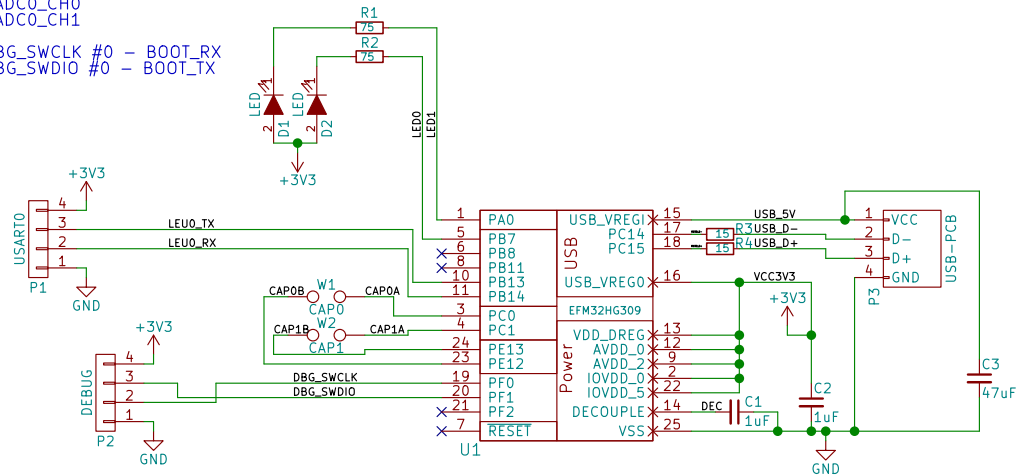 ADC0_CH0
ADC0_CH1
BG_SWCLK #0 - BOOT_RX
BG_SWDIO #0 - BOOT_TX
R1
75
R2
75
LED
1
2
D1
LED
1
2
D2
+3V3
LED0
LED1
+3V3
USART0
4
3
2
1
P1
GND
LEU0_TX
LEU0_RX
CAP0B
W1
CAP0A
CAP0
W2
CAP1B
CAP1A
CAP1
+3V3
DEBUG
4
3
2
1
P2
GND
DBG_SWCLK
DBG_SWDIO
1 PA0
5 PB7
6 PB8
8 PB11
10 PB13
11 PB14
3 PC0
4 PC1
24 PE13
23 PE12
19 PF0
20 PF1
21 PF2
7 RESET
U1
USB
USB_VREGI 15
PC14 17
PC15 18
USB_VREGO 16
EFM32HG309
Power
VDD_DREG 13
AVDD_0 12
AVDD_2 9
IOVDD_0 2
IOVDD_5 22
DECOUPLE 14
VSS 25
USB_5V
15 R3 USB_D-
15 R4 USB_D+
VCC3V3
+3V3
DEC
C1
1uF
C2
1uF
GND
C3
47uF
1 VCC
2 D-
3 D+
4 GND
P3
USB-PCB